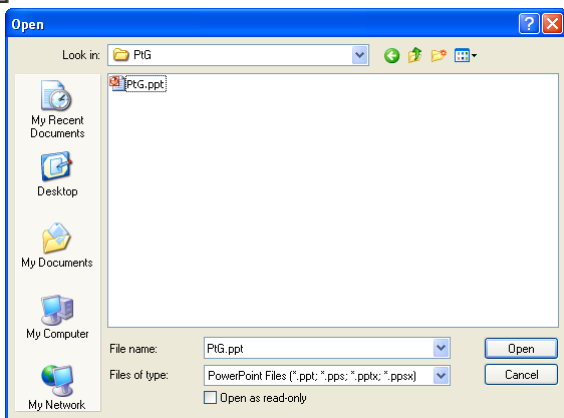 Open
Look in:
PtG
PtG.ppt
My Recent
Documents
Desktop
My Documents
My Computer
My Network
File name:
PtG.ppt
Open
Files of type:
PowerPoint Files (*.ppt; *.pps; *.pptx; *.ppsx)
Cancel
Open as read-only